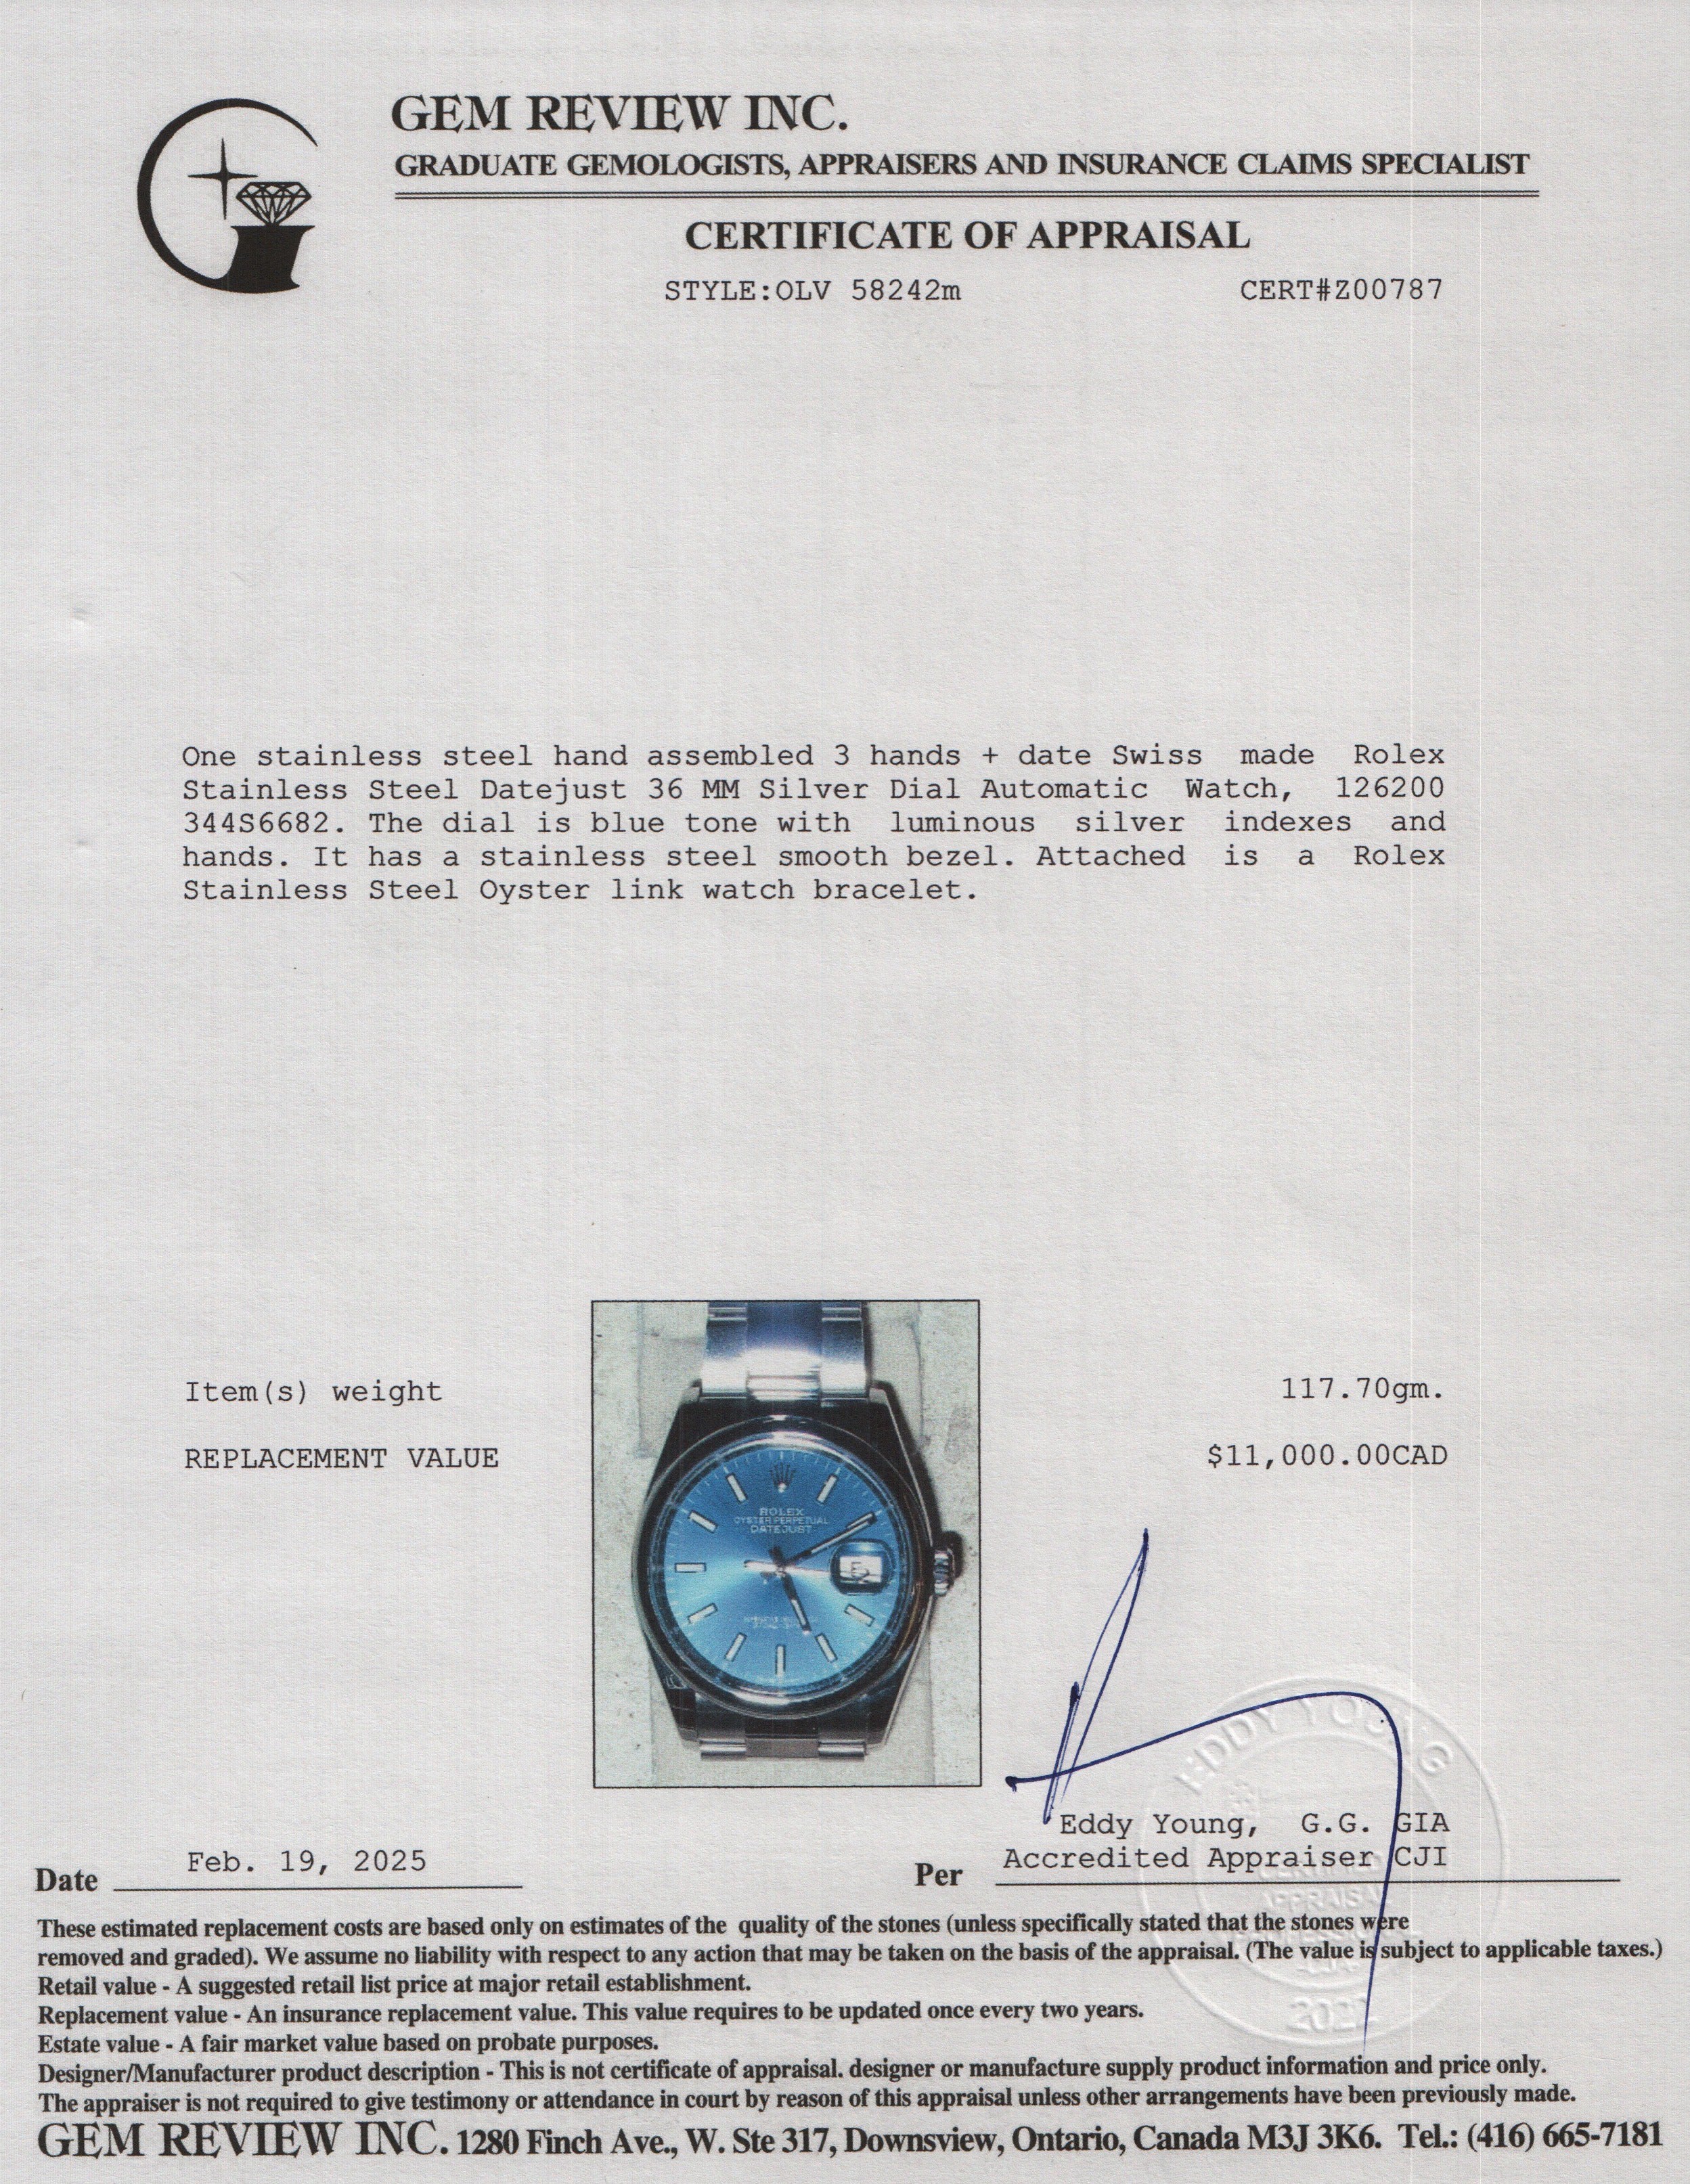 GEM REVIEW INC.
GRADUATE GEMOLOGISTS, APPRAISERS AND INSURANCE CLAIMS SPECIALIST
CERTIFICATE OF APPRAISAL
STYLE:OLV 58242m CERT#Z00787
One stainless steel hand assembled 3 hands + date Swiss made Rolex
Stainless Steel Datejust 36 MM Silver Dial Automatic Watch, 126200
344S6682. The dial is blue tone with luminous silver indexes and
hands. It has a stainless steel smooth bezel. Attached is a Rolex
Stainless Steel Oyster link watch bracelet.
Item(s) weight 117.70gm.
REPLACEMENT VALUE $11,000.00CAD
ROLEX
OYSTER PERPETUAL
DATEJUST
EDDY YOUNG
Eddy Young, G.G. GIA
Accredited Appraiser CJI
Date Feb. 19, 2025 Per
These estimated replacement costs are based only on estimates of the quality of the stones (unless specifically stated that the stones were
removed and graded). We assume no liability with respect to any action that may be taken on the basis of the appraisal. (The value is subject to applicable taxes.)
Retail value - A suggested retail list price at major retail establishment.
Replacement value - An insurance replacement value. This value requires to be updated once every two years.
Estate value - A fair market value based on probate purposes.
Designer/Manufacturer product description - This is not certificate of appraisal. designer or manufacture supply product information and price only.
The appraiser is not required to give testimony or attendance in court by reason of this appraisal unless other arrangements have been previously made.
GEM REVIEW INC. 1280 Finch Ave., W. Ste 317, Downsview, Ontario, Canada M3J 3K6. Tel.: (416) 665-7181